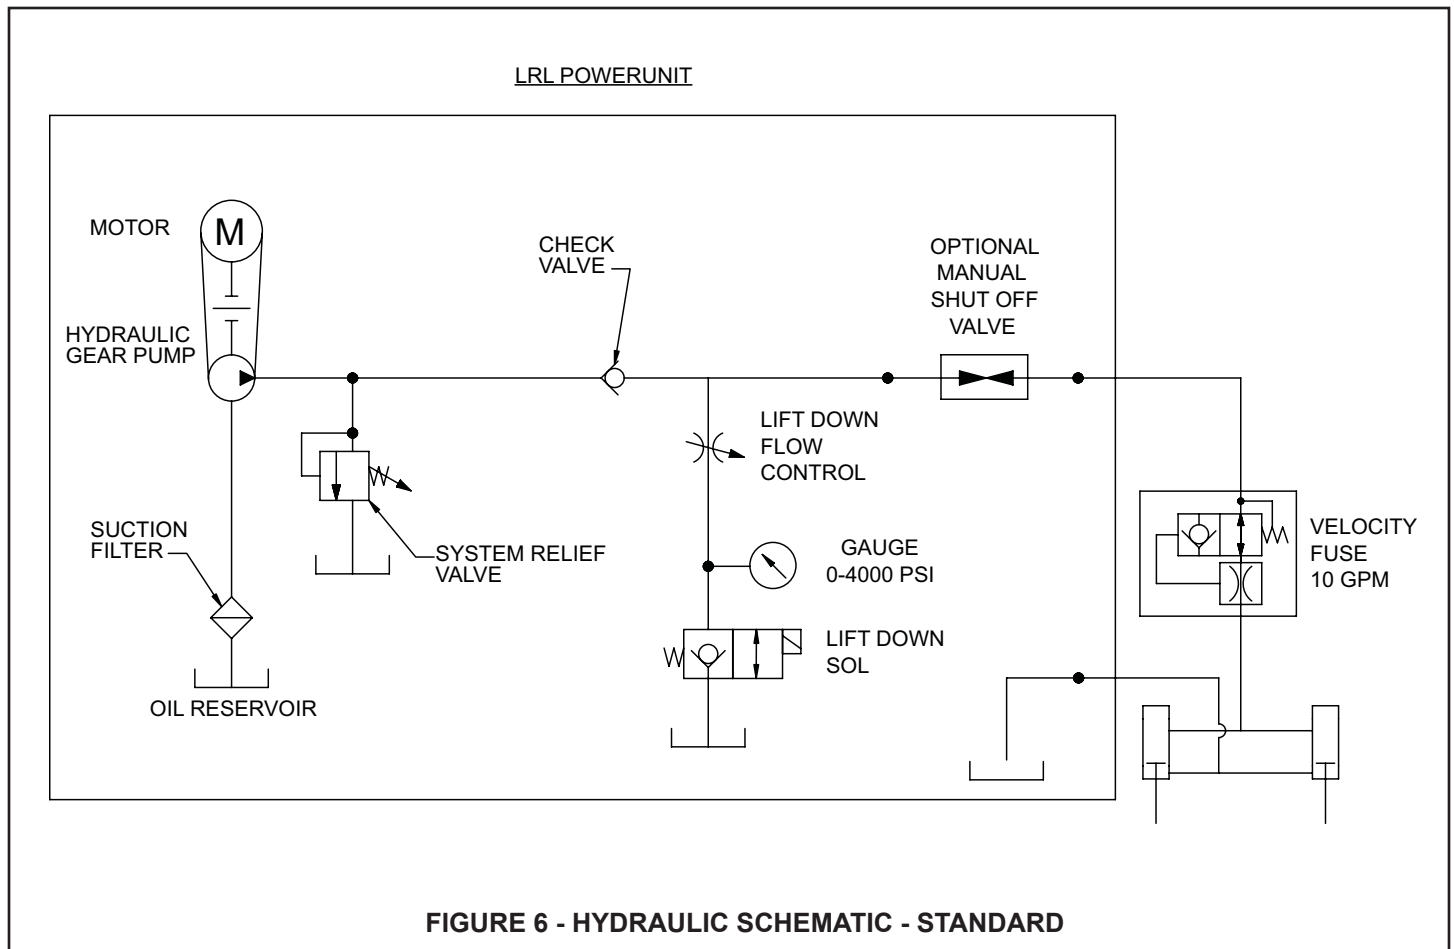 LRL POWERUNIT
MOTOR
M
CHECK
VALVE
OPTIONAL
MANUAL
SHUT OFF
VALVE
HYDRAULIC
GEAR PUMP
LIFT DOWN
FLOW
CONTROL
SUCTION
FILTER
SYSTEM RELIEF
VALVE
GAUGE
0-4000 PSI
VELOCITY
FUSE
10 GPM
LIFT DOWN
SOL
OIL RESERVOIR
FIGURE 6 - HYDRAULIC SCHEMATIC - STANDARD